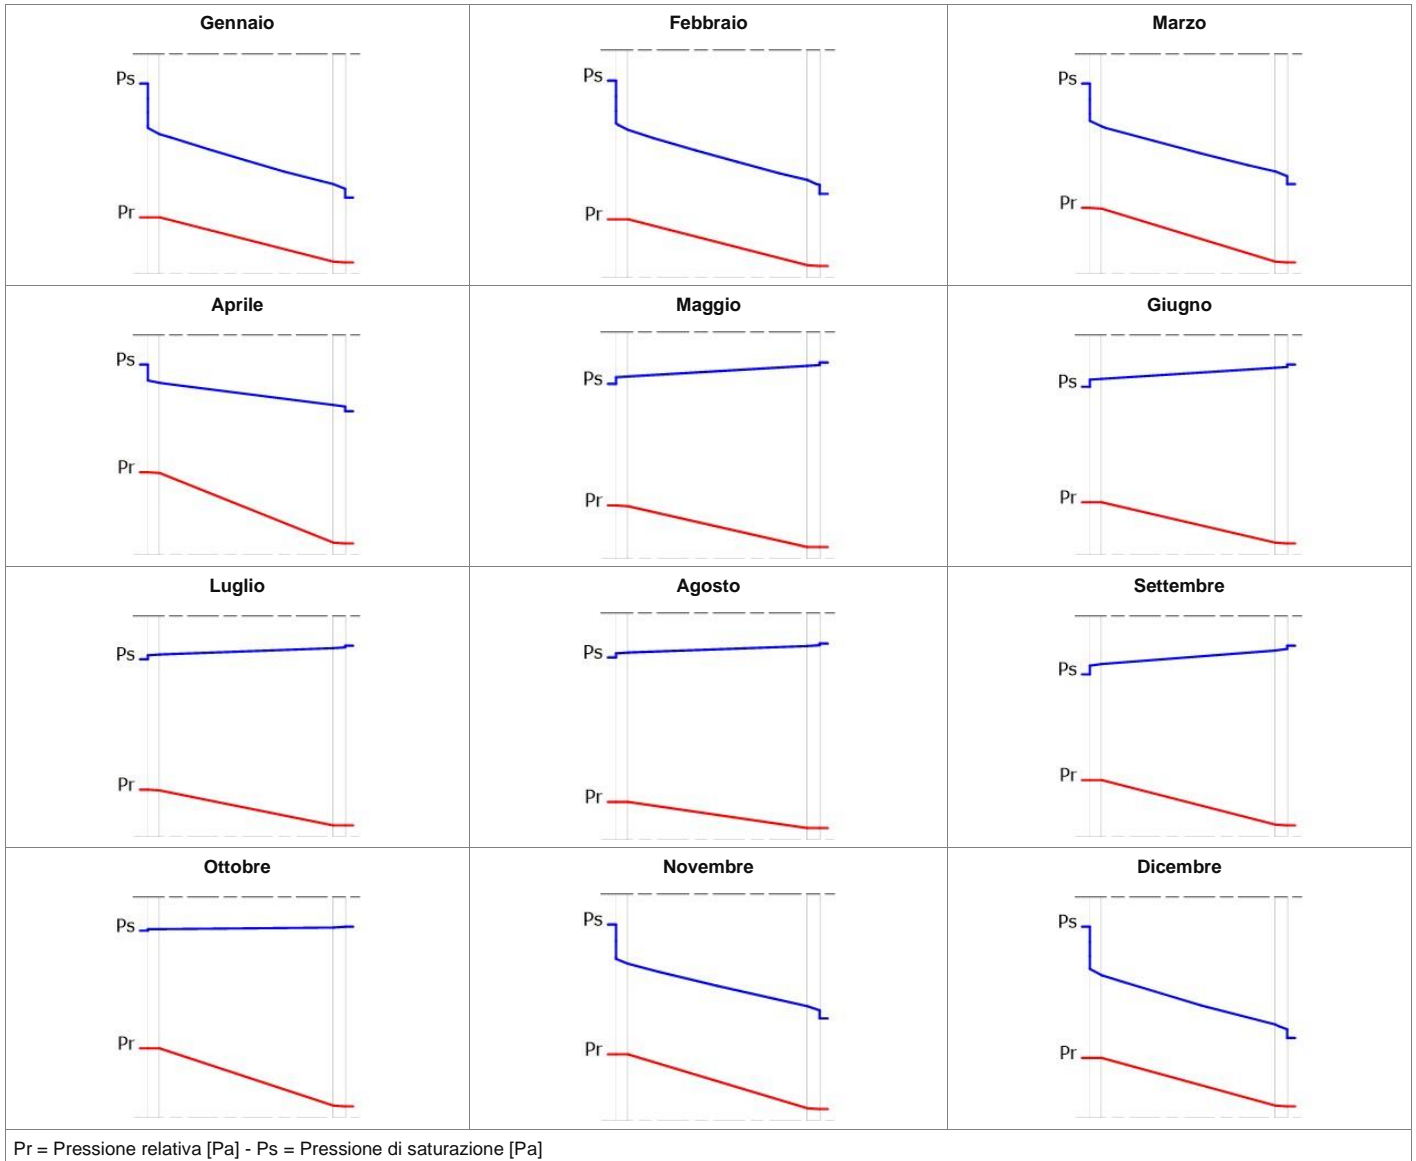 Gennaio
Febbraio
Marzo
Ps
Pr
Ps
Pr
Ps
Pr
Aprile
Maggio
Giugno
Ps
Pr
Ps
Pr
Ps
Pr
Luglio
Agosto
Settembre
Ps
Pr
Ps
Pr
Ps
Pr
Ottobre
Novembre
Dicembre
Ps
Pr
Ps
Pr
Ps
Pr
Pr = Pressione relativa [Pa] - Ps = Pressione di saturazione [Pa]